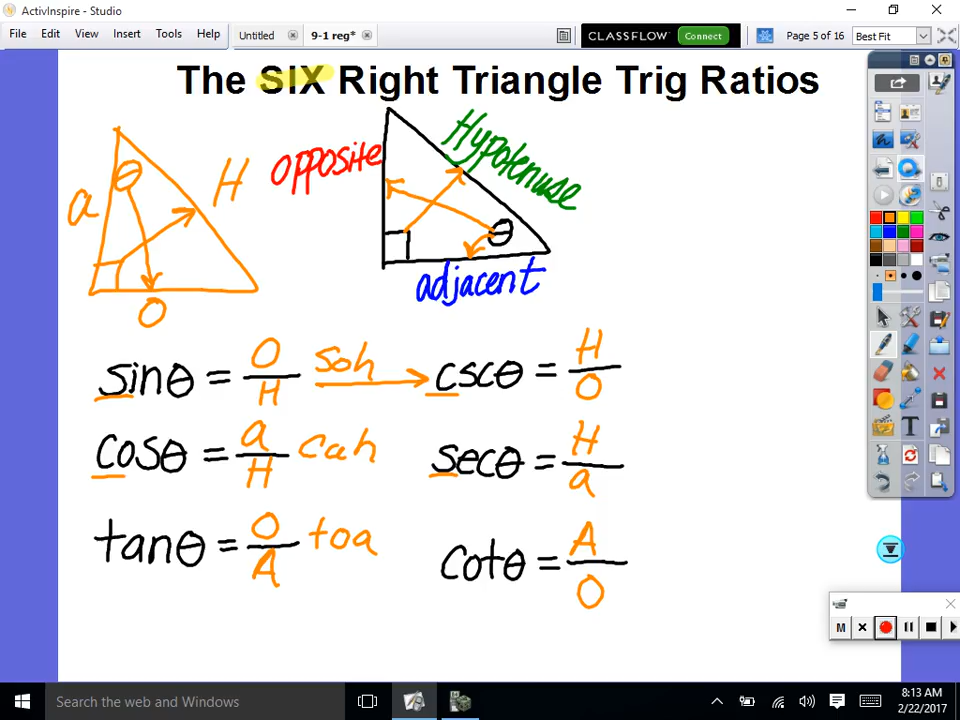 ActivInspire - Studio
File Edit View Insert Tools Help Untitled 9-1 reg* CLASSFLOW Connect Page 5 of 16 Best Fit
The SIX Right Triangle Trig Ratios
θ a H O
opposite Hypotenuse θ adjacent
sinθ = O/H soh cscθ = H/O
cosθ = a/H cah secθ = H/a
tanθ = O/A toa cotθ = A/O
T
M
Search the web and Windows
8:13 AM
2/22/2017